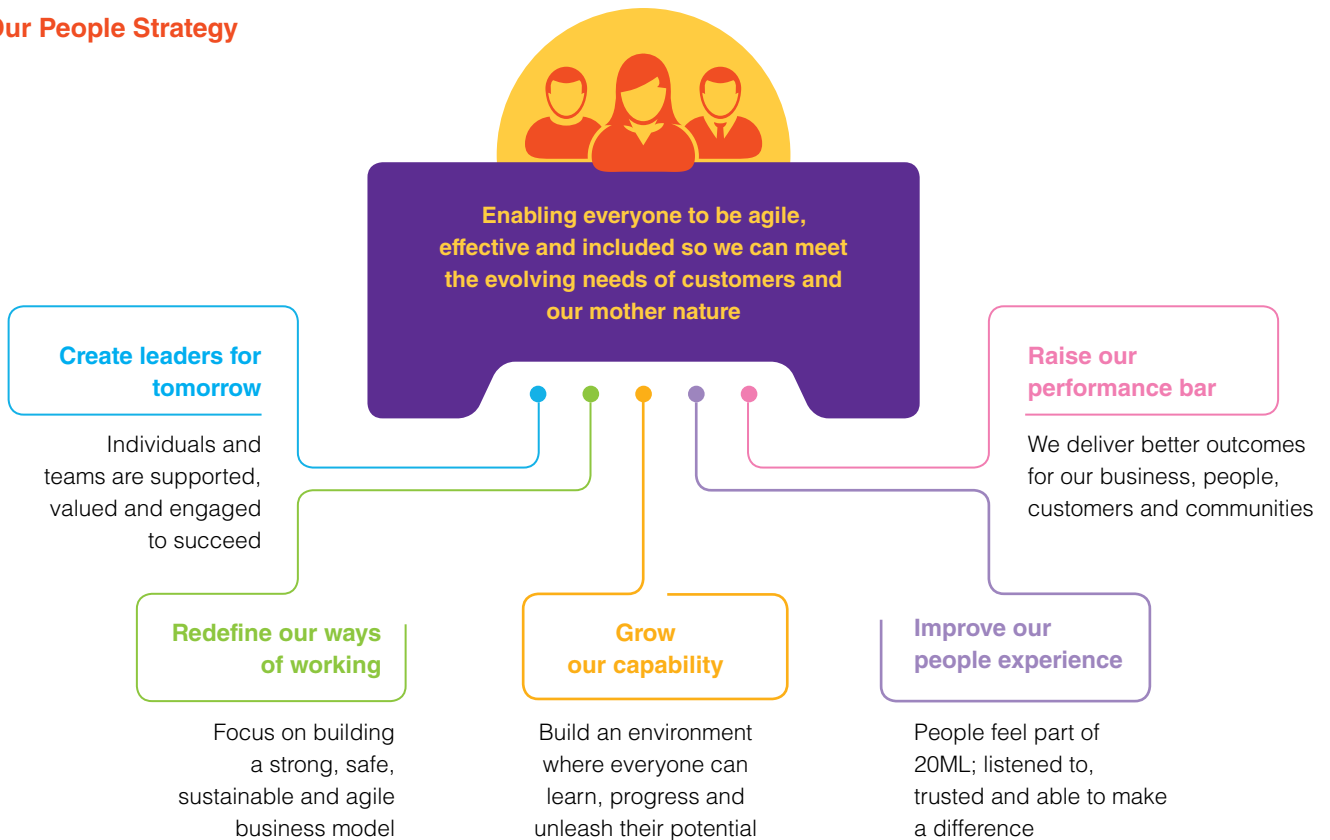 Our People Strategy
Enabling everyone to be agile,
effective and included so we can meet
the evolving needs of customers and
our mother nature
Create leaders for
tomorrow
Individuals and
teams are supported,
valued and engaged
to succeed
Redefine our ways
of working
Focus on building
a strong, safe,
sustainable and agile
business model
Grow
our capability
Build an environment
where everyone can
learn, progress and
unleash their potential
Improve our
people experience
People feel part of
20ML; listened to,
trusted and able to make
a difference
Raise our
performance bar
We deliver better outcomes
for our business, people,
customers and communities